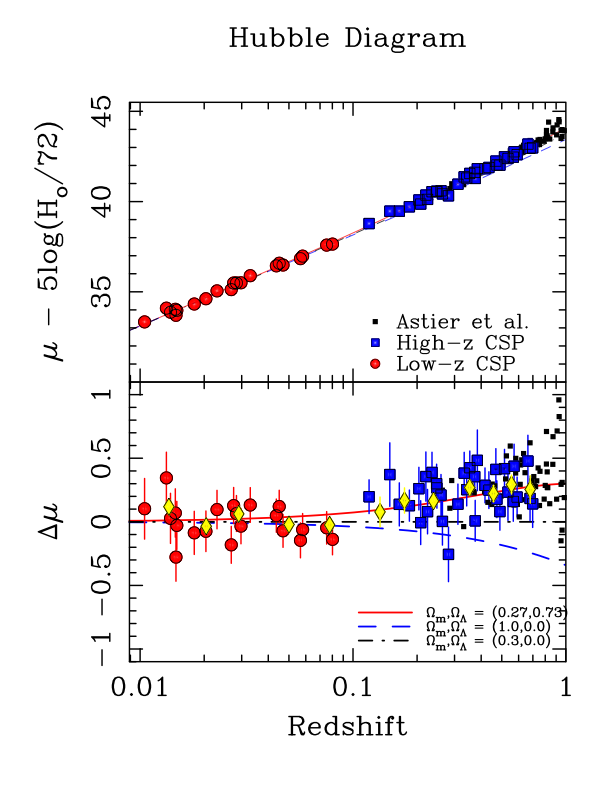 Hubble Diagram
μ − 5log(Ho/72)
45
40
35
Astier et al.
High−z CSP
Low−z CSP
Δμ
1
0.5
0
−0.5
−1
Ωm,ΩΛ = (0.27,0.73)
Ωm,ΩΛ = (1.0,0.0)
Ωm,ΩΛ = (0.3,0.0)
0.01 0.1 1
Redshift